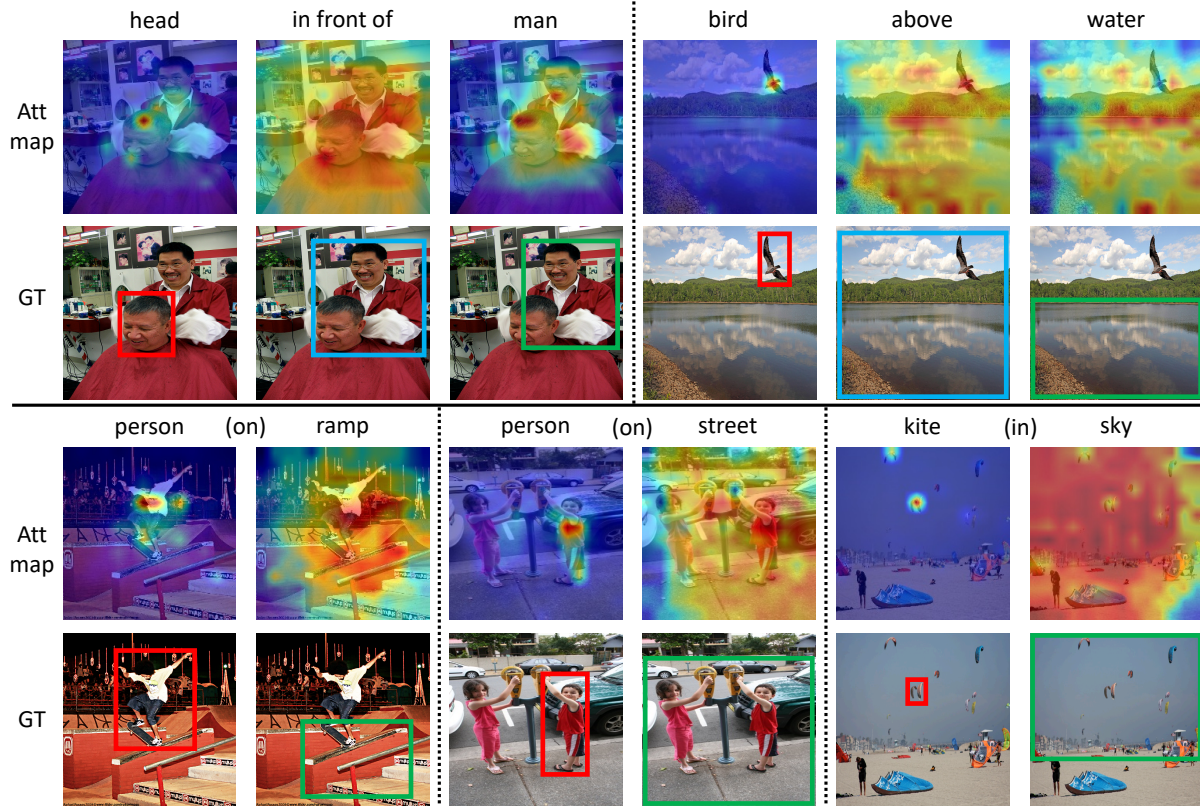 head in front of man bird above water
Att
map
GT
person (on) ramp person (on) street kite (in) sky
Att
map
GT